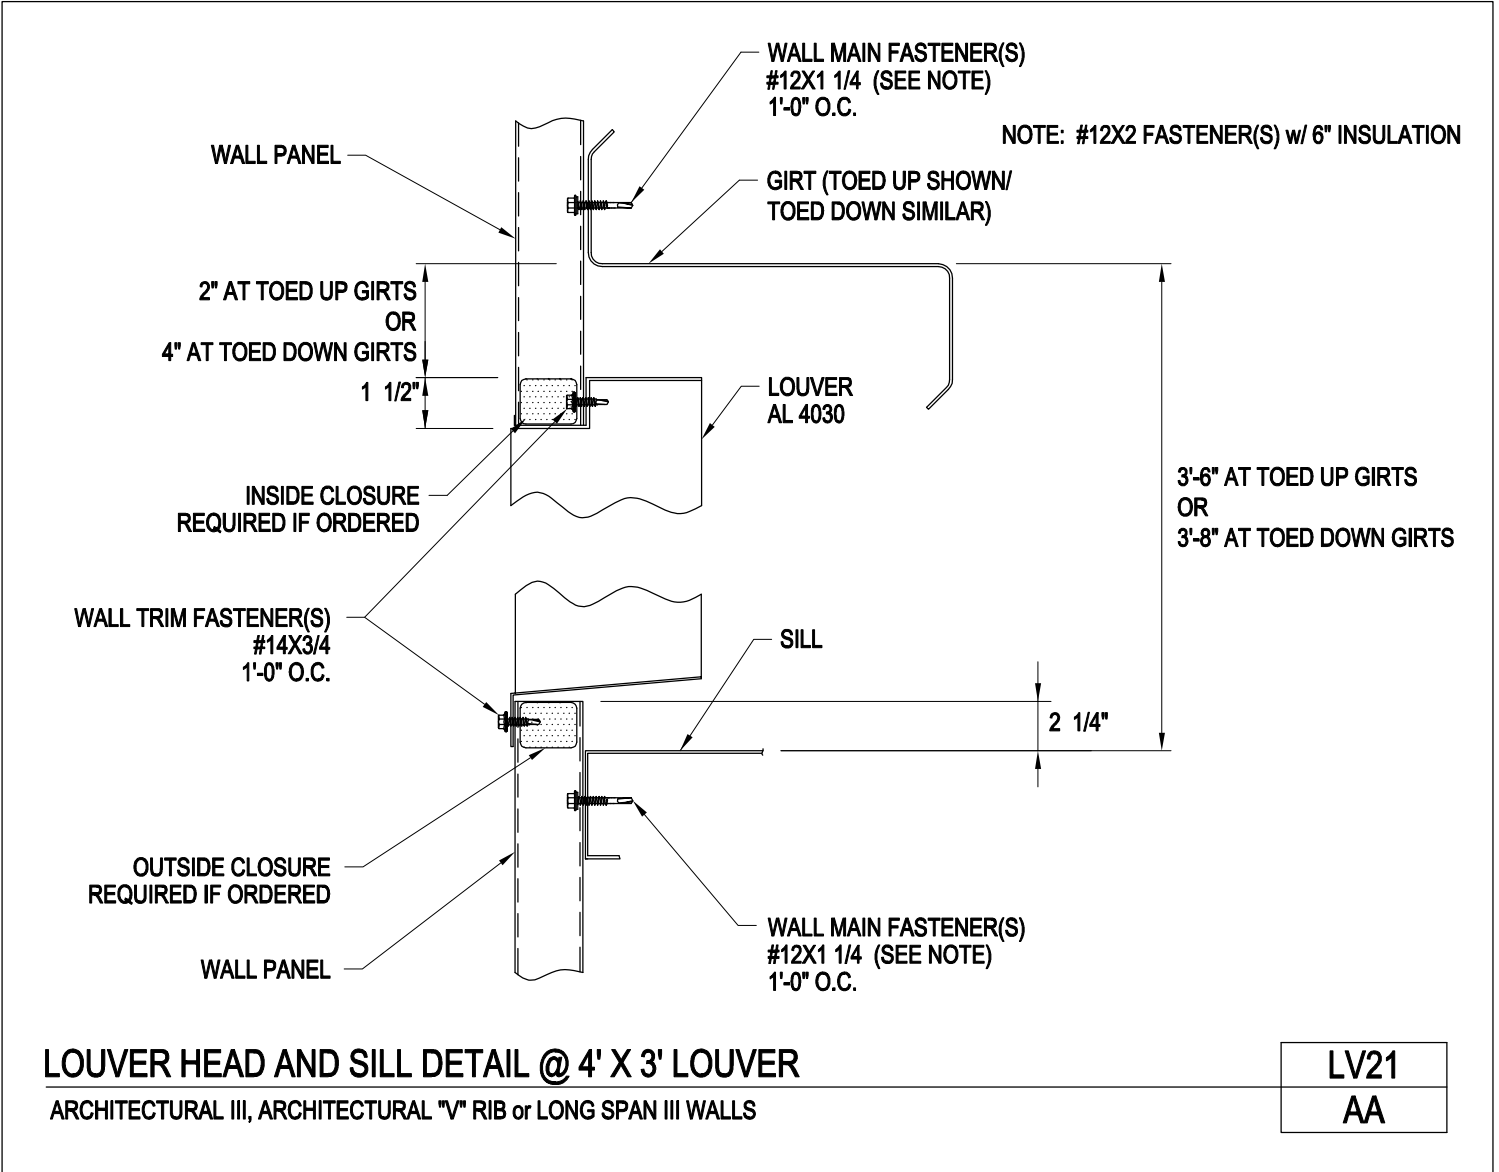 WALL MAIN FASTENER(S)
#12X1 1/4 (SEE NOTE)
1'-0" O.C.
NOTE: #12X2 FASTENER(S) w/ 6" INSULATION
WALL PANEL
GIRT (TOED UP SHOWN/
TOED DOWN SIMILAR)
2" AT TOED UP GIRTS
OR
4" AT TOED DOWN GIRTS
1 1/2"
LOUVER
AL 4030
3'-6" AT TOED UP GIRTS
OR
3'-8" AT TOED DOWN GIRTS
INSIDE CLOSURE
REQUIRED IF ORDERED
WALL TRIM FASTENER(S)
#14X3/4
1'-0" O.C.
SILL
2 1/4"
OUTSIDE CLOSURE
REQUIRED IF ORDERED
WALL PANEL
WALL MAIN FASTENER(S)
#12X1 1/4 (SEE NOTE)
1'-0" O.C.
LOUVER HEAD AND SILL DETAIL @ 4' X 3' LOUVER
ARCHITECTURAL III, ARCHITECTURAL "V" RIB or LONG SPAN III WALLS
LV21
AA